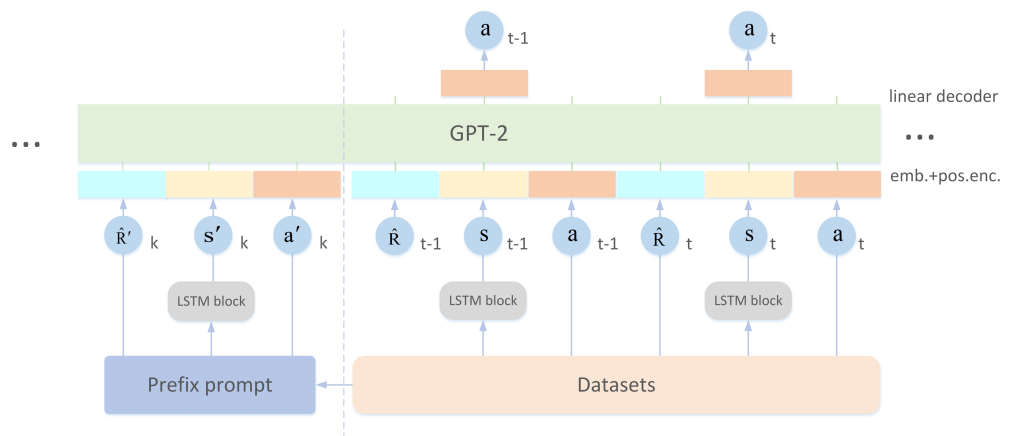 a t-1
a t
linear decoder
... GPT-2 ...
emb.+pos.enc.
R̂′ k s′ k a′ k R̂ t-1 s t-1 a t-1 R̂ t s t a t
LSTM block LSTM block LSTM block
Prefix prompt Datasets